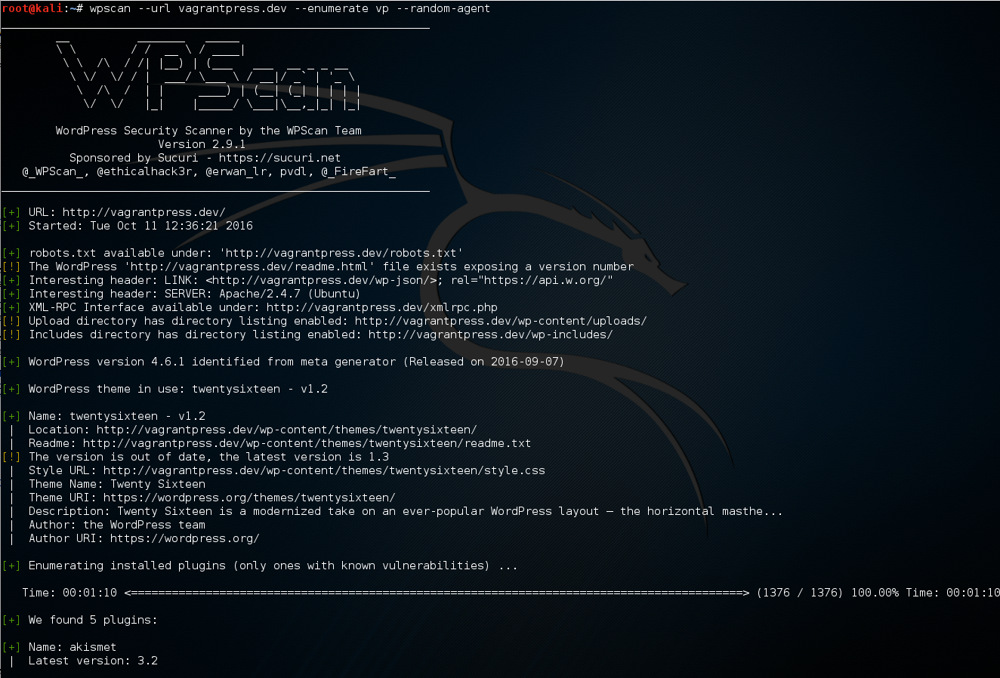 root@kali:~# wpscan --url vagrantpress.dev --enumerate vp --random-agent
_______________________________________________________________
        __          _______   _____
        \ \        / /  __ \ / ____|
         \ \  /\  / /| |__) | (___   ___  __ _ _ __
          \ \/  \/ / |  ___/ \___ \ / __|/ _` | '_ \
           \  /\  /  | |     ____) | (__| (_| | | | |
            \/  \/   |_|    |_____/ \___|\__,_|_| |_|
WordPress Security Scanner by the WPScan Team
Version 2.9.1
Sponsored by Sucuri - https://sucuri.net
@_WPScan_, @ethicalhack3r, @erwan_lr, pvdl, @_FireFart_
_______________________________________________________________
[+] URL: http://vagrantpress.dev/
[+] Started: Tue Oct 11 12:36:21 2016
[+] robots.txt available under: 'http://vagrantpress.dev/robots.txt'
[!] The WordPress 'http://vagrantpress.dev/readme.html' file exists exposing a version number
[+] Interesting header: LINK: <http://vagrantpress.dev/wp-json/>; rel="https://api.w.org/"
[+] Interesting header: SERVER: Apache/2.4.7 (Ubuntu)
[+] XML-RPC Interface available under: http://vagrantpress.dev/xmlrpc.php
[!] Upload directory has directory listing enabled: http://vagrantpress.dev/wp-content/uploads/
[!] Includes directory has directory listing enabled: http://vagrantpress.dev/wp-includes/
[+] WordPress version 4.6.1 identified from meta generator (Released on 2016-09-07)
[+] WordPress theme in use: twentysixteen - v1.2
[+] Name: twentysixteen - v1.2
 |  Location: http://vagrantpress.dev/wp-content/themes/twentysixteen/
 |  Readme: http://vagrantpress.dev/wp-content/themes/twentysixteen/readme.txt
[!] The version is out of date, the latest version is 1.3
 |  Style URL: http://vagrantpress.dev/wp-content/themes/twentysixteen/style.css
 |  Theme Name: Twenty Sixteen
 |  Theme URI: https://wordpress.org/themes/twentysixteen/
 |  Description: Twenty Sixteen is a modernized take on an ever-popular WordPress layout — the horizontal masthe...
 |  Author: the WordPress team
 |  Author URI: https://wordpress.org/
[+] Enumerating installed plugins (only ones with known vulnerabilities) ...
   Time: 00:01:10 <==========================================================================================> (1376 / 1376) 100.00% Time: 00:01:10
[+] We found 5 plugins:
[+] Name: akismet
 |  Latest version: 3.2